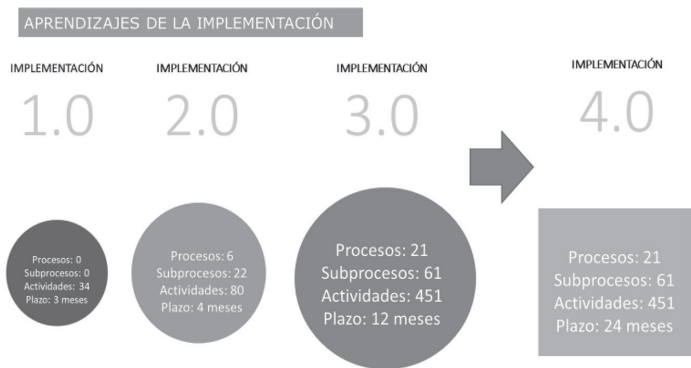 APRENDIZAJES DE LA IMPLEMENTACIÓN
IMPLEMENTACIÓN
1.0
IMPLEMENTACIÓN
2.0
IMPLEMENTACIÓN
3.0
IMPLEMENTACIÓN
4.0
Procesos: 0
Subprocesos: 0
Actividades: 34
Plazo: 3 meses
Procesos: 6
Subprocesos: 22
Actividades: 80
Plazo: 4 meses
Procesos: 21
Subprocesos: 61
Actividades: 451
Plazo: 12 meses
Procesos: 21
Subprocesos: 61
Actividades: 451
Plazo: 24 meses